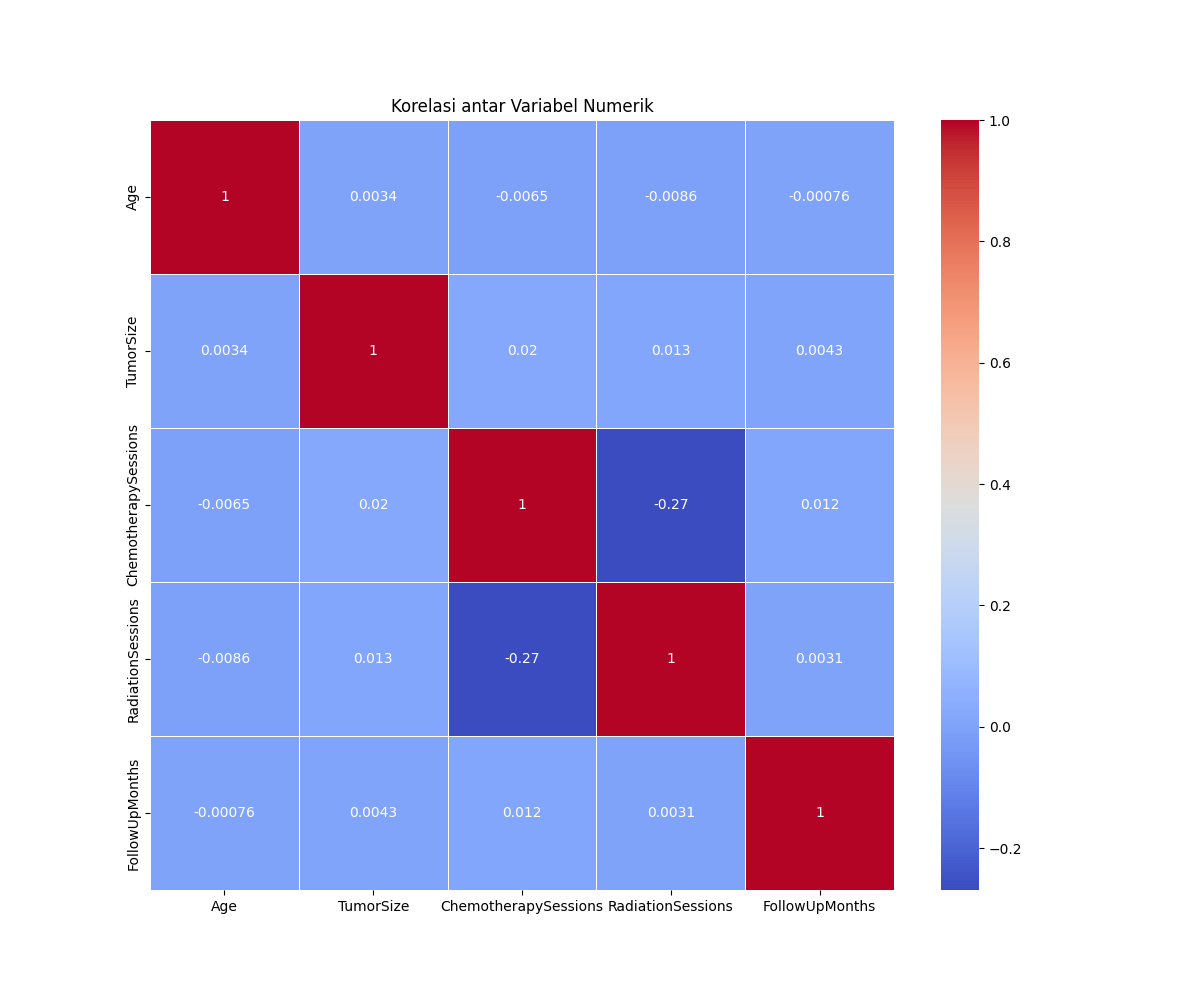 Korelasi antar Variabel Numerik
Age 1 0.0034 -0.0065 -0.0086 -0.00076
TumorSize 0.0034 1 0.02 0.013 0.0043
ChemotherapySessions -0.0065 0.02 1 -0.27 0.012
RadiationSessions -0.0086 0.013 -0.27 1 0.0031
FollowUpMonths -0.00076 0.0043 0.012 0.0031 1
Age TumorSize ChemotherapySessions RadiationSessions FollowUpMonths
1.0
0.8
0.6
0.4
0.2
0.0
−0.2